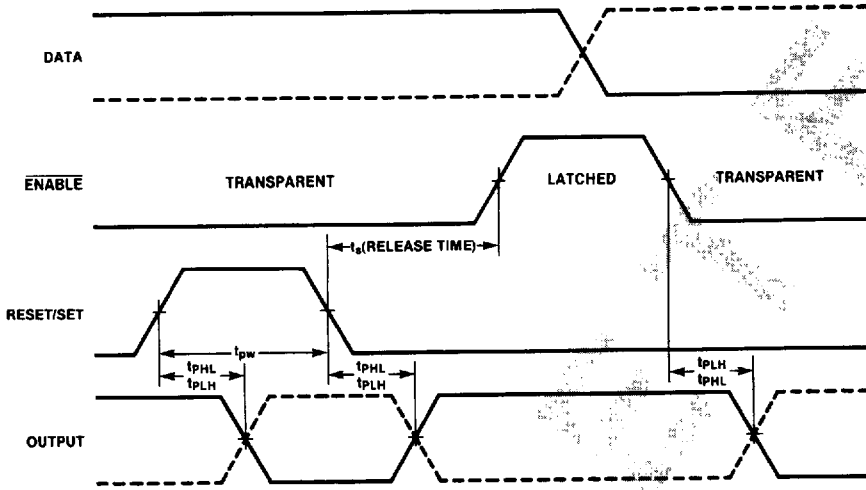 DATA
ENABLE
TRANSPARENT
LATCHED
TRANSPARENT
ts(RELEASE TIME)
RESET/SET
tpw
tPHL
tPLH
tPHL
tPLH
tPLH
tPHL
OUTPUT